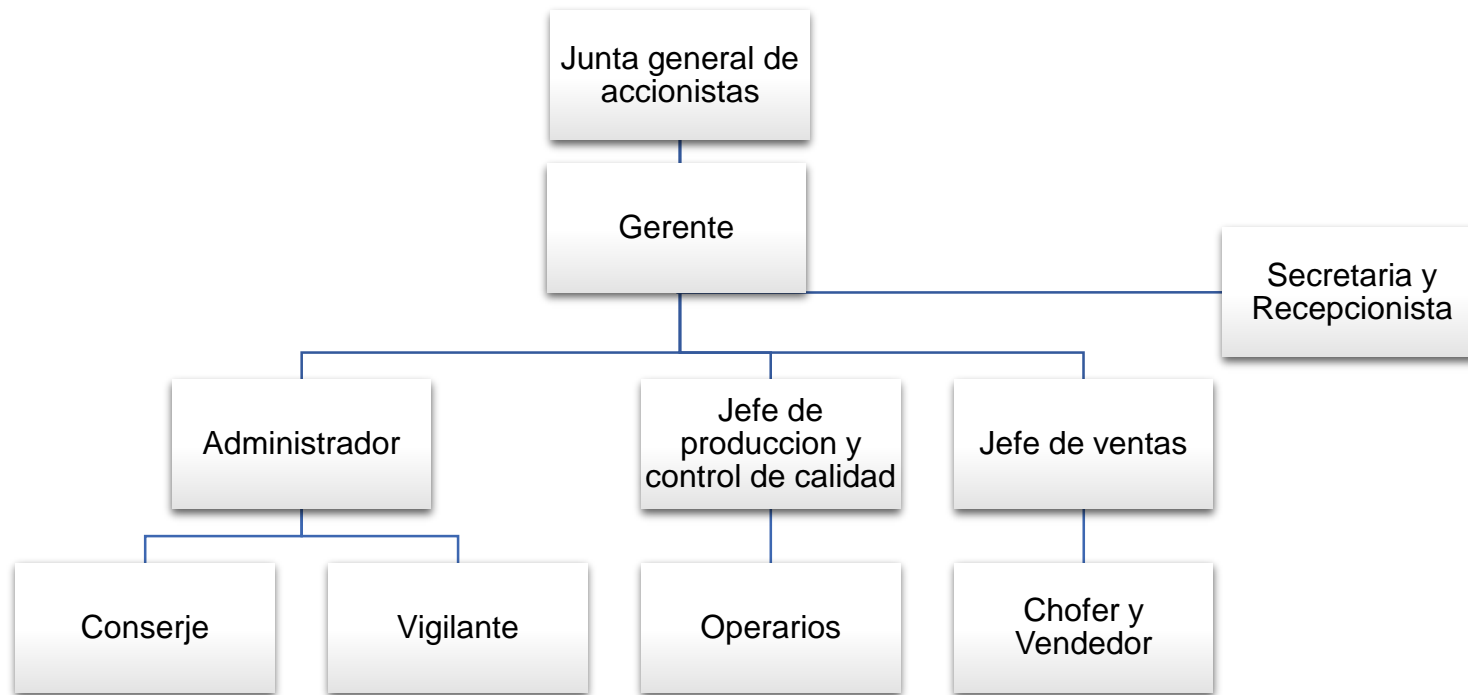 Junta general de
accionistas
Gerente
Secretaria y
Recepcionista
Administrador
Jefe de
produccion y
control de calidad
Jefe de ventas
Conserje
Vigilante
Operarios
Chofer y
Vendedor